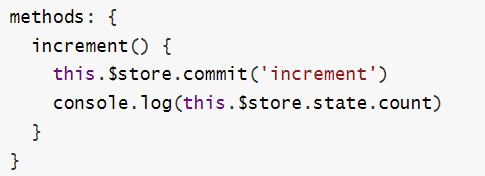 methods: {
  increment() {
    this.$store.commit('increment')
    console.log(this.$store.state.count)
  }
}